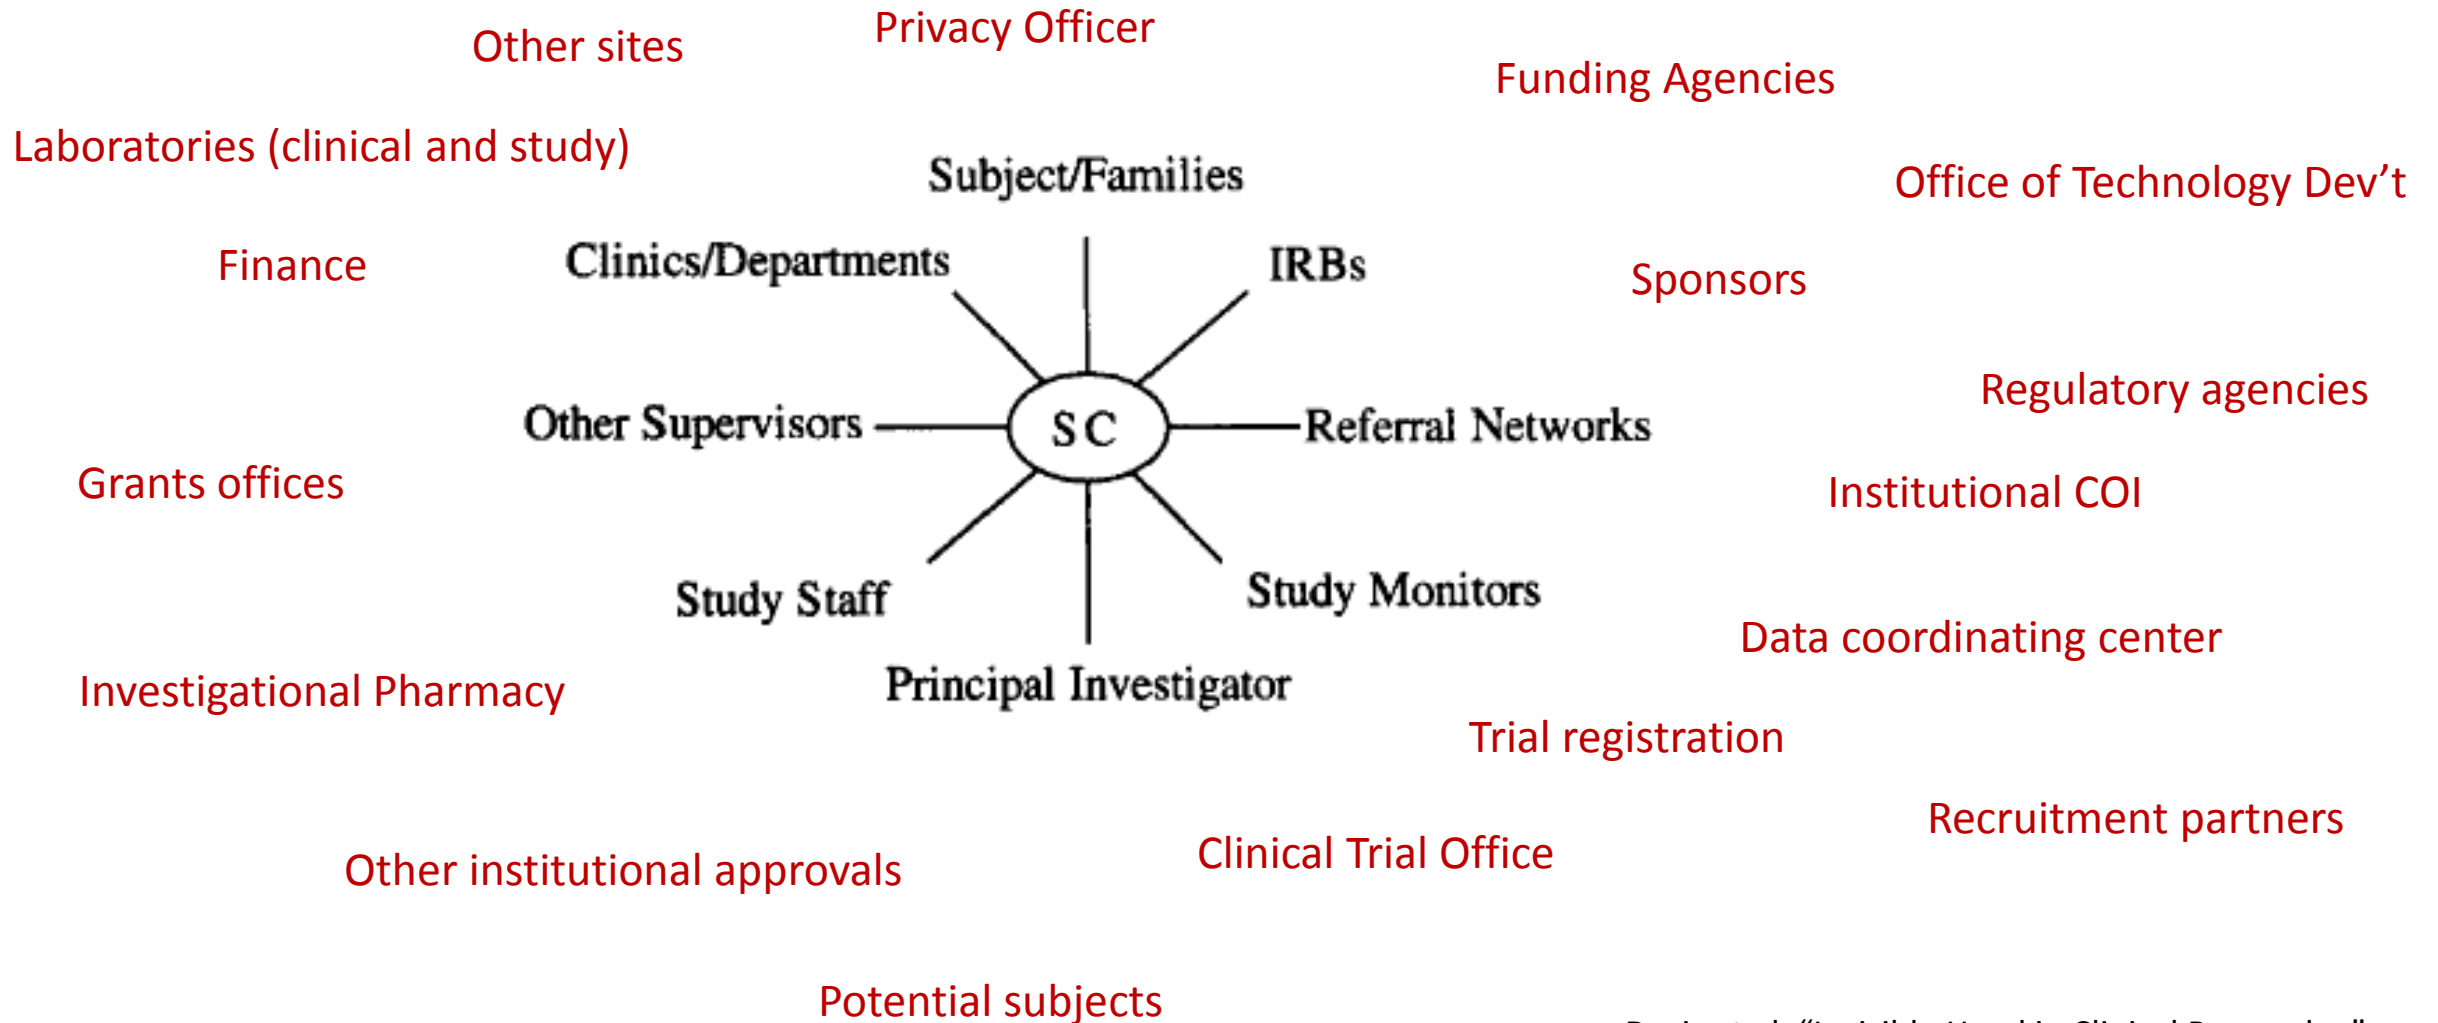 Privacy Officer
Other sites
Funding Agencies
Laboratories (clinical and study)
Subject/Families
Office of Technology Dev’t
Clinics/Departments
IRBs
Finance
Sponsors
Regulatory agencies
Other Supervisors
SC
Referral Networks
Grants offices
Institutional COI
Study Staff
Study Monitors
Data coordinating center
Principal Investigator
Investigational Pharmacy
Trial registration
Recruitment partners
Clinical Trial Office
Other institutional approvals
Potential subjects